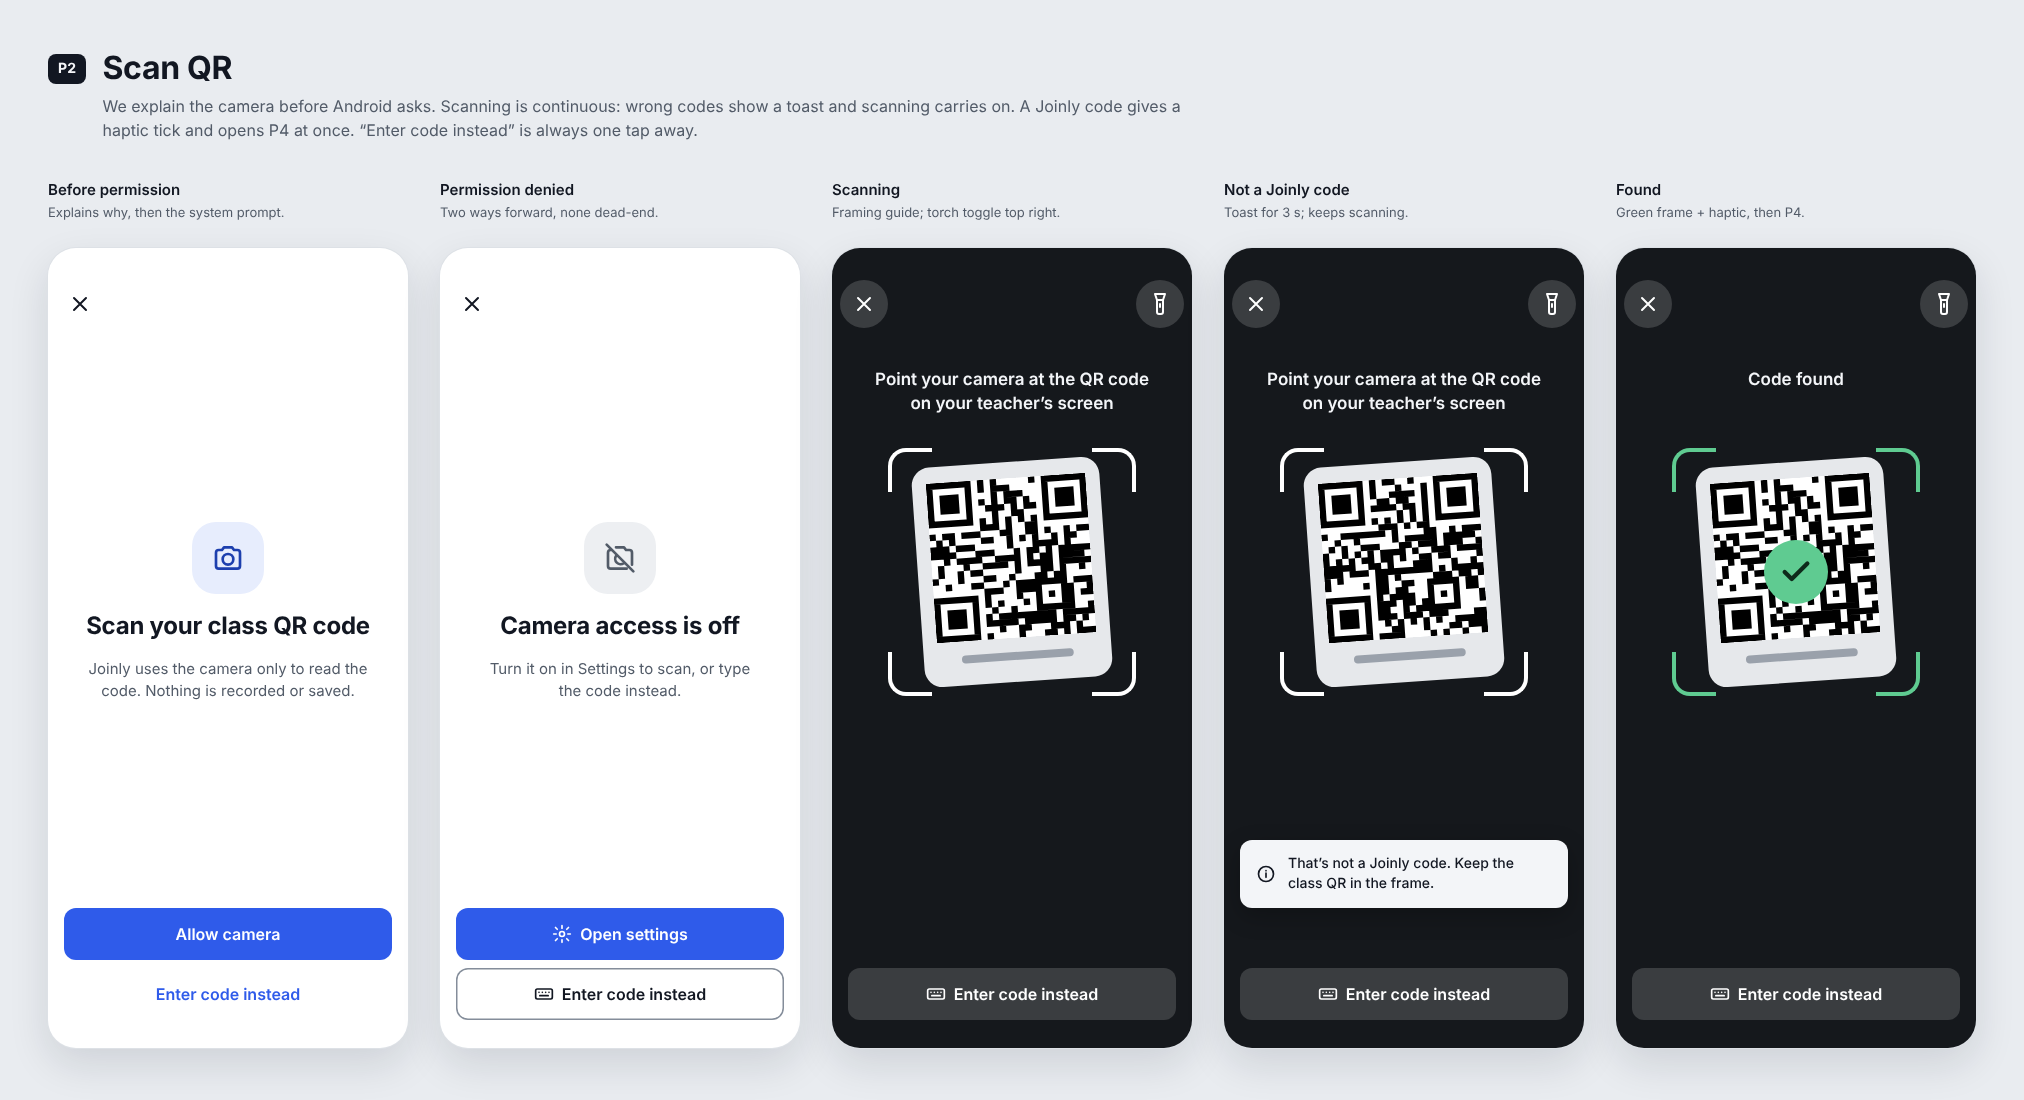 P2
Scan QR
We explain the camera before Android asks. Scanning is continuous: wrong codes show a toast and scanning carries on. A Joinly code gives a
haptic tick and opens P4 at once. “Enter code instead” is always one tap away.
Before permission
Explains why, then the system prompt.
Scan your class QR code
Joinly uses the camera only to read the
code. Nothing is recorded or saved.
Allow camera
Enter code instead
Permission denied
Two ways forward, none dead-end.
Camera access is off
Turn it on in Settings to scan, or type
the code instead.
Open settings
Enter code instead
Scanning
Framing guide; torch toggle top right.
Point your camera at the QR code
on your teacher’s screen
Enter code instead
Not a Joinly code
Toast for 3 s; keeps scanning.
Point your camera at the QR code
on your teacher’s screen
That’s not a Joinly code. Keep the
class QR in the frame.
Enter code instead
Found
Green frame + haptic, then P4.
Code found
Enter code instead